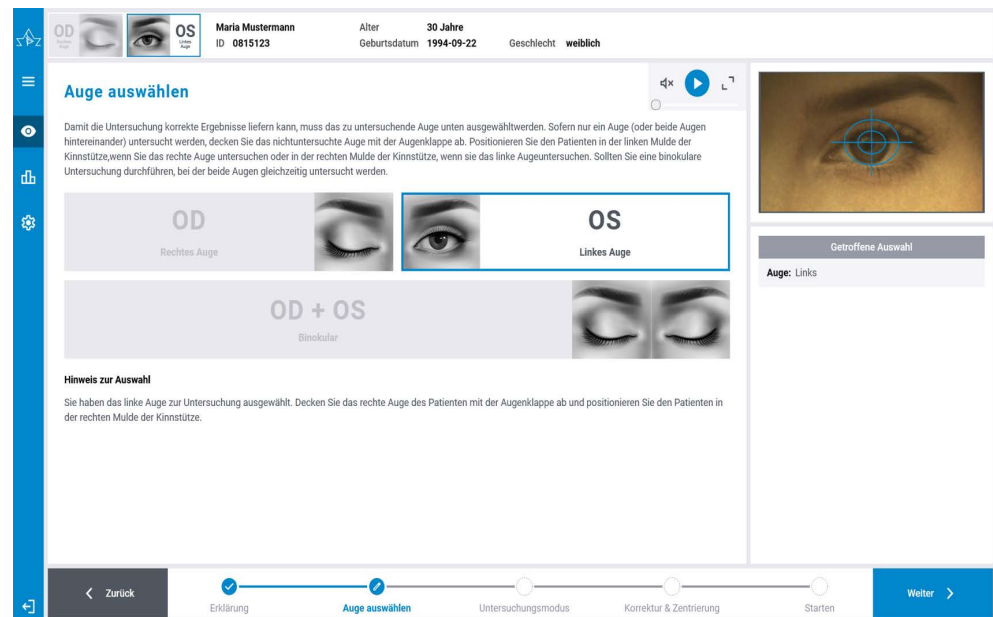 OD
Rechtes Auge
OS
Linkes Auge
Maria Mustermann
ID 0815123
Alter 30 Jahre
Geburtsdatum 1994-09-22 Geschlecht weiblich
Auge auswählen
Damit die Untersuchung korrekte Ergebnisse liefern kann, muss das zu untersuchende Auge unten ausgewähltwerden. Sofern nur ein Auge (oder beide Augen
hintereinander) untersucht werden, decken Sie das nichtuntersuchte Auge mit der Augenklappe ab. Positionieren Sie den Patienten in der linken Mulde der
Kinnstütze,wenn Sie das rechte Auge untersuchen oder in der rechten Mulde der Kinnstütze, wenn sie das linke Augeuntersuchen. Sollten Sie eine binokulare
Untersuchung durchführen, bei der beide Augen gleichzeitig untersucht werden.
OD
Rechtes Auge
OS
Linkes Auge
OD + OS
Binokular
Hinweis zur Auswahl
Sie haben das linke Auge zur Untersuchung ausgewählt. Decken Sie das rechte Auge des Patienten mit der Augenklappe ab und positionieren Sie den Patienten in
der rechten Mulde der Kinnstütze.
Getroffene Auswahl
Auge: Links
Zurück
Erklärung
Auge auswählen
Untersuchungsmodus
Korrektur & Zentrierung
Starten
Weiter